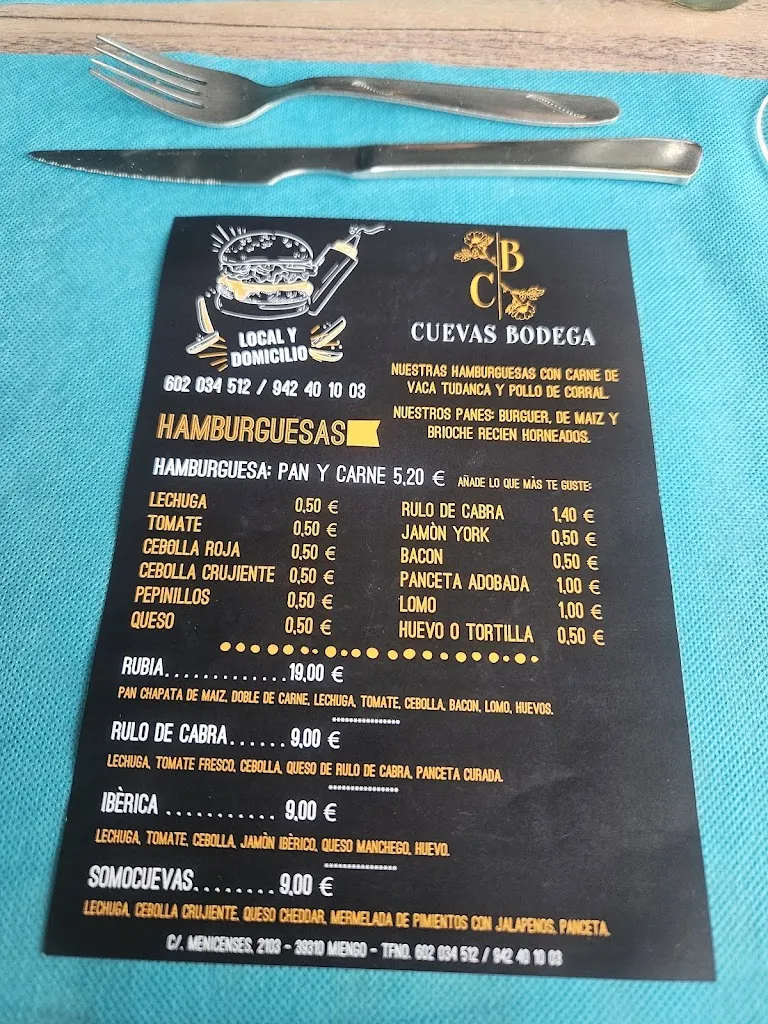 LOCAL Y
DOMICILIO
602 034 512 / 942 40 10 03
B
C
CUEVAS BODEGA
NUESTRAS HAMBURGUESAS CON CARNE DE
VACA TUDANCA Y POLLO DE CORRAL.
NUESTROS PANES: BURGUER, DE MAIZ Y
BRIOCHE RECIEN HORNEADOS.
HAMBURGUESAS
HAMBURGUESA: PAN Y CARNE 5,20 € AÑADE LO QUE MÀS TE GUSTE:
LECHUGA 0,50 €
TOMATE 0,50 €
CEBOLLA ROJA 0,50 €
CEBOLLA CRUJIENTE 0,50 €
PEPINILLOS 0,50 €
QUESO 0,50 €
RULO DE CABRA 1,40 €
JAMÒN YORK 0,50 €
BACON 0,50 €
PANCETA ADOBADA 1,00 €
LOMO 1,00 €
HUEVO O TORTILLA 0,50 €
RUBIA.............19,00 €
PAN CHAPATA DE MAIZ, DOBLE DE CARNE, LECHUGA, TOMATE, CEBOLLA, BACON, LOMO, HUEVOS.
RULO DE CABRA......9,00 €
LECHUGA, TOMATE FRESCO, CEBOLLA, QUESO DE RULO DE CABRA, PANCETA CURADA.
IBÈRICA ........... 9,00 €
LECHUGA, TOMATE, CEBOLLA, JAMÒN IBÈRICO, QUESO MANCHEGO, HUEVO.
SOMOCUEVAS........9,00 €
LECHUGA, CEBOLLA CRUJIENTE, QUESO CHEDDAR, MERMELADA DE PIMIENTOS CON JALAPENOS, PANCETA.
C/. MENICENSES, 2103 - 39310 MIENGO - TFNO. 602 034 512 / 942 40 10 03